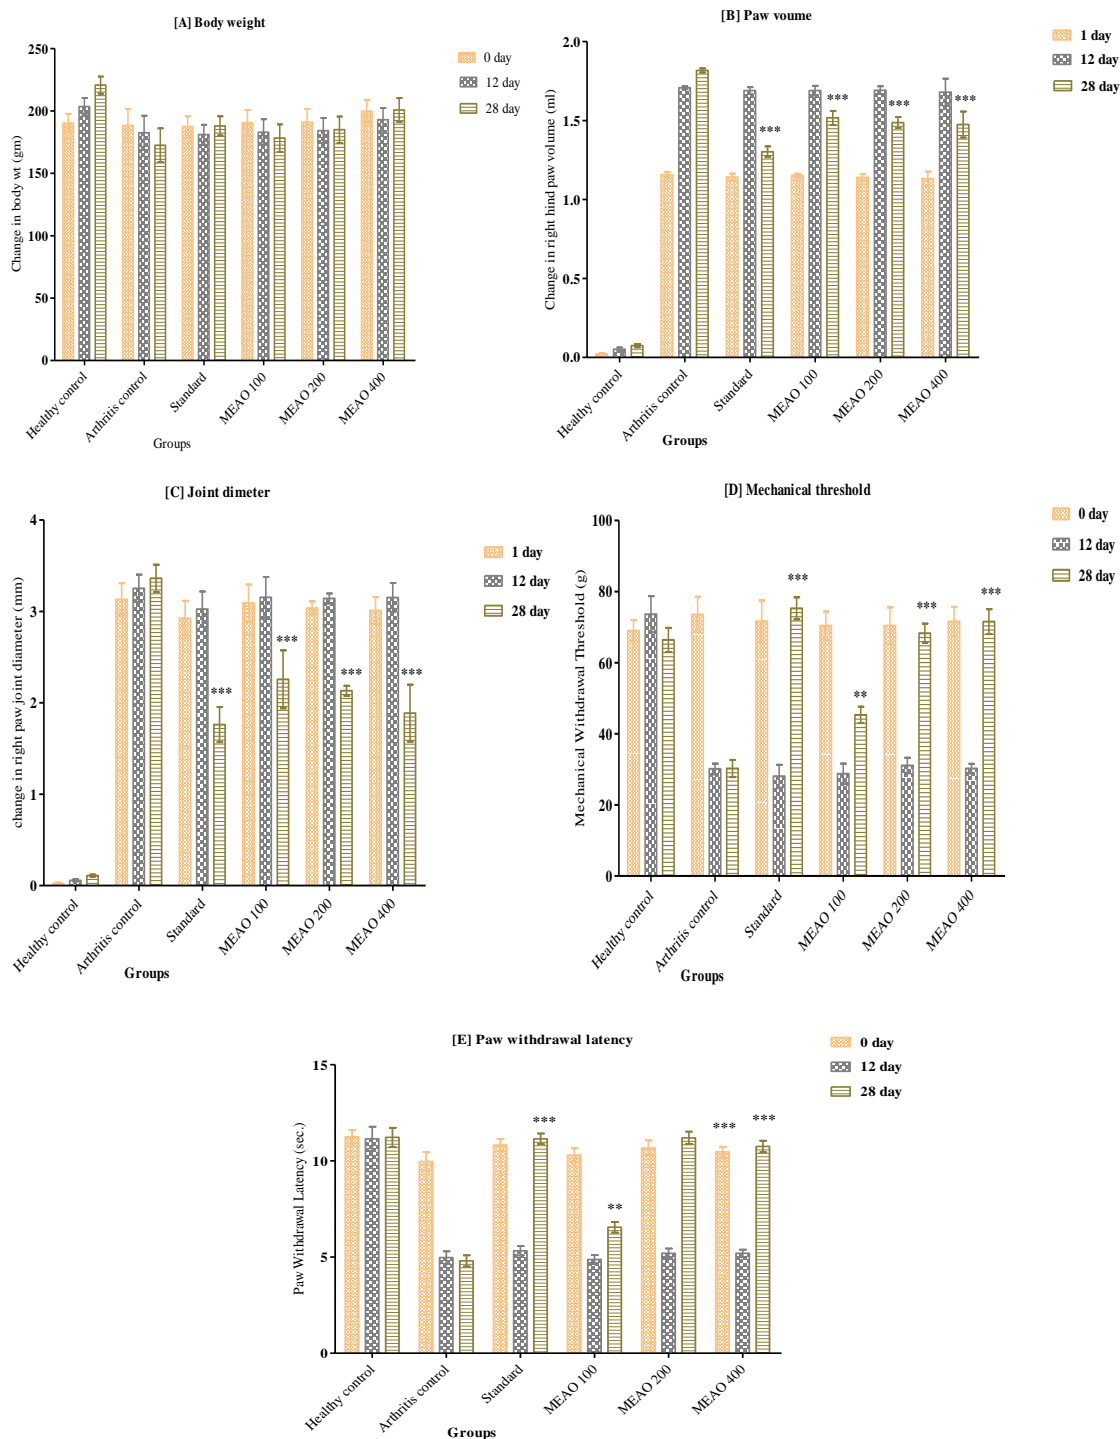 [A] Body weight
Change in body wt (gm)
250
200
150
100
50
0
0 day
12 day
28 day
Healthy control
Arthritis control
Standard
MEAO 100
MEAO 200
MEAO 400
Groups
[B] Paw voume
Change in right hind paw volume (ml)
2.0
1.5
1.0
0.5
0.0
***
***
***
***
1 day
12 day
28 day
Healthy control
Arthritis control
Standard
MEAO 100
MEAO 200
MEAO 400
Groups
[C] Joint dimeter
change in right paw joint diameter (mm)
4
3
2
1
0
***
***
***
***
1 day
12 day
28 day
Healthy control
Arthritis control
Standard
MEAO 100
MEAO 200
MEAO 400
Groups
[D] Mechanical threshold
Mechanical Withdrawal Threshold (g)
100
80
60
40
20
0
***
**
***
***
0 day
12 day
28 day
Healthy control
Arthritis control
Standard
MEAO 100
MEAO 200
MEAO 400
Groups
[E] Paw withdrawal latency
Paw Withdrawal Latency (sec.)
15
10
5
0
***
**
***
***
0 day
12 day
28 day
Healthy control
Arthritis control
Standard
MEAO 100
MEAO 200
MEAO 400
Groups